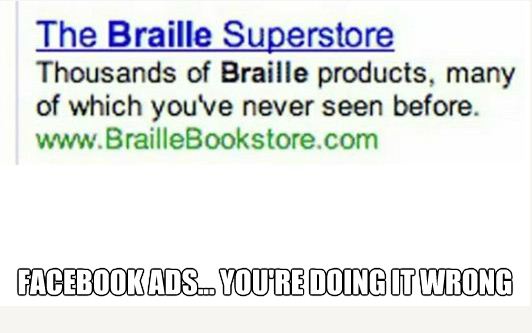 The Braille Superstore
Thousands of Braille products, many
of which you've never seen before.
www.BrailleBookstore.com
FACEBOOK ADS... YOU'RE DOING IT WRONG